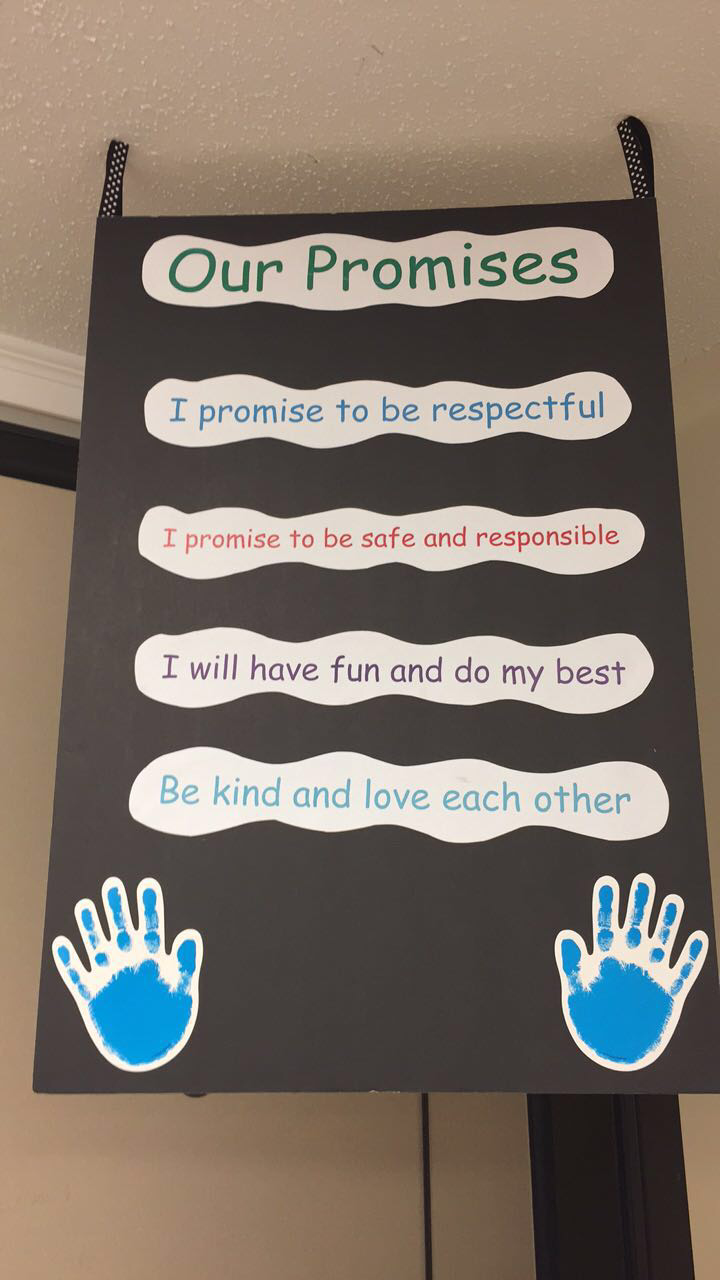 Our Promises
I promise to be respectful
I promise to be safe and responsible
I will have fun and do my best
Be kind and love each other